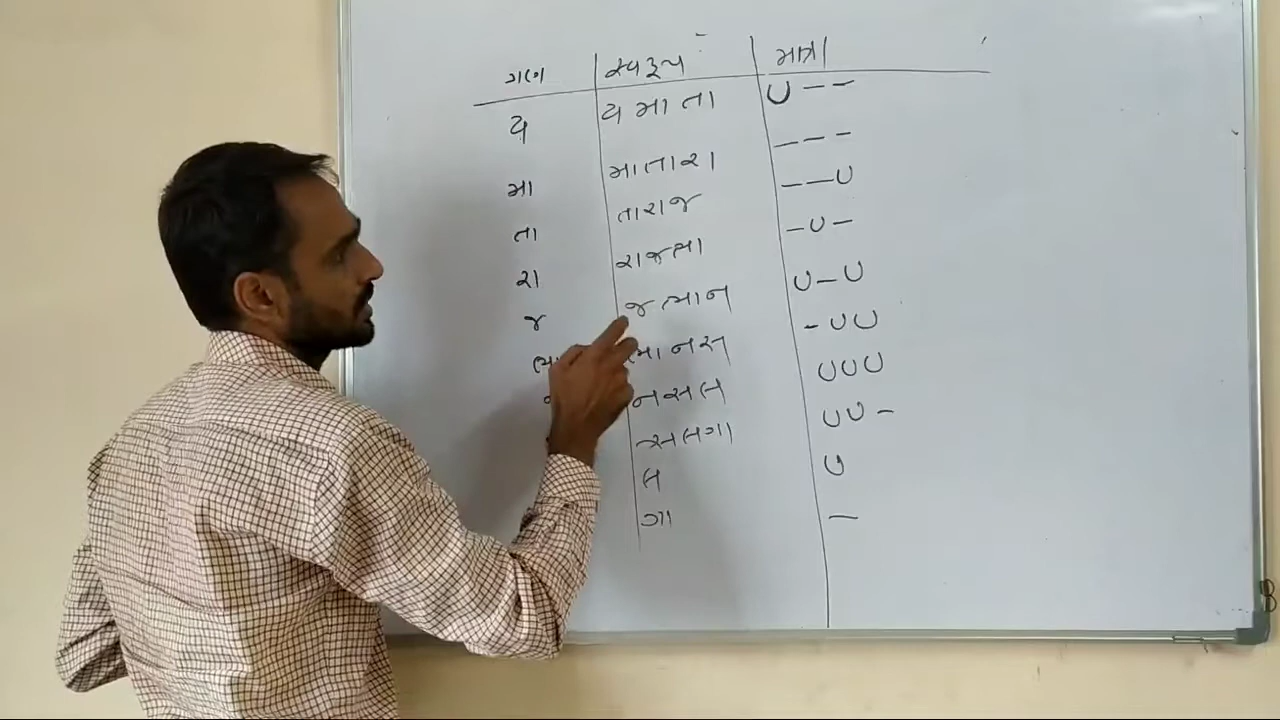 ગણ સ્વરૂપ માત્રા
ય યમાતા U – –
મા માતારા – – –
તા તારાજ – – U
રા રાજભા – U –
જ જભાન U – U
ભા ભાનસ – U U
ન નસલ U U U
સલગા U U –
લ U
ગા –